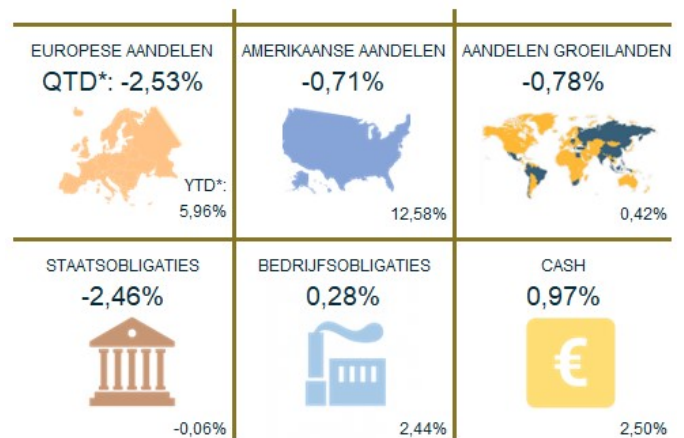 EUROPESE AANDELEN
QTD*: -2,53%
YTD*:
5,96%
AMERIKAANSE AANDELEN
-0,71%
12,58%
AANDELEN GROEILANDEN
-0,78%
0,42%
STAATSOBLIGATIES
-2,46%
-0,06%
BEDRIJFSOBLIGATIES
0,28%
2,44%
CASH
0,97%
€
2,50%